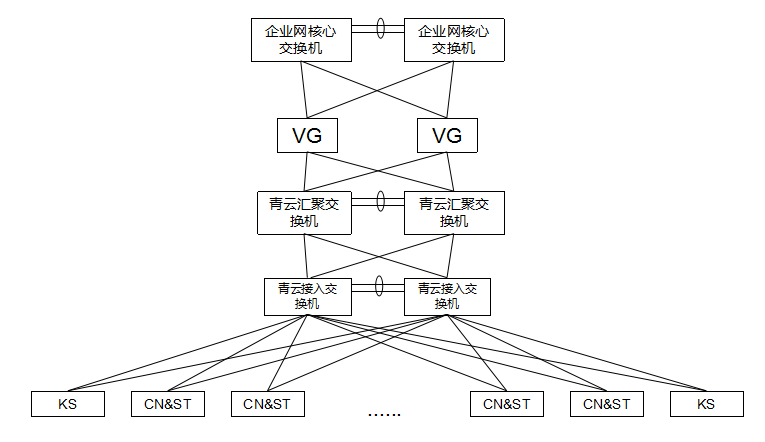 企业网核心
交换机
企业网核心
交换机
VG
VG
青云汇聚交
换机
青云汇聚交
换机
青云接入交
换机
青云接入交
换机
KS
CN&ST
CN&ST
......
CN&ST
CN&ST
KS